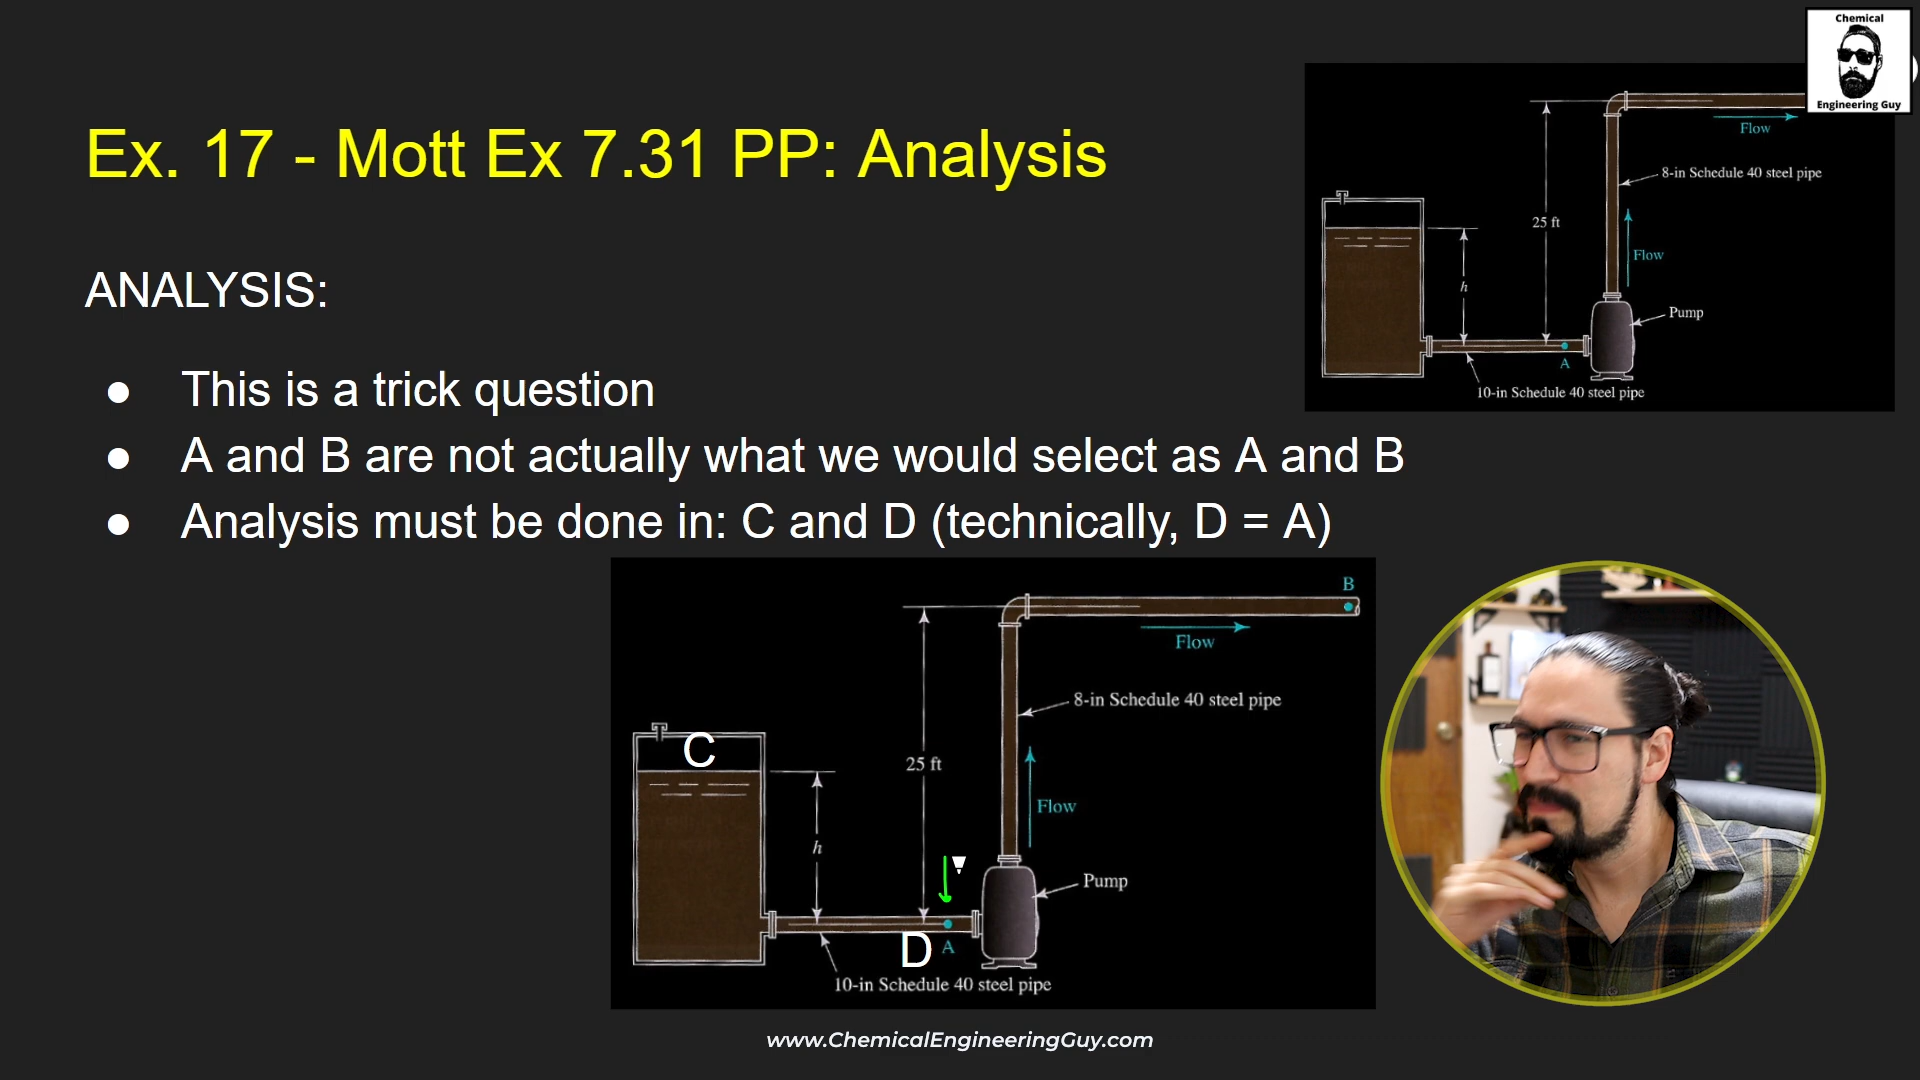 Chemical
Engineering Guy
Ex. 17 - Mott Ex 7.31 PP: Analysis
Flow
8-in Schedule 40 steel pipe
25 ft
Flow
h
Pump
A
10-in Schedule 40 steel pipe
ANALYSIS:
● This is a trick question
● A and B are not actually what we would select as A and B
● Analysis must be done in: C and D (technically, D = A)
B
Flow
8-in Schedule 40 steel pipe
C
25 ft
Flow
h
Pump
D A
10-in Schedule 40 steel pipe
www.ChemicalEngineeringGuy.com